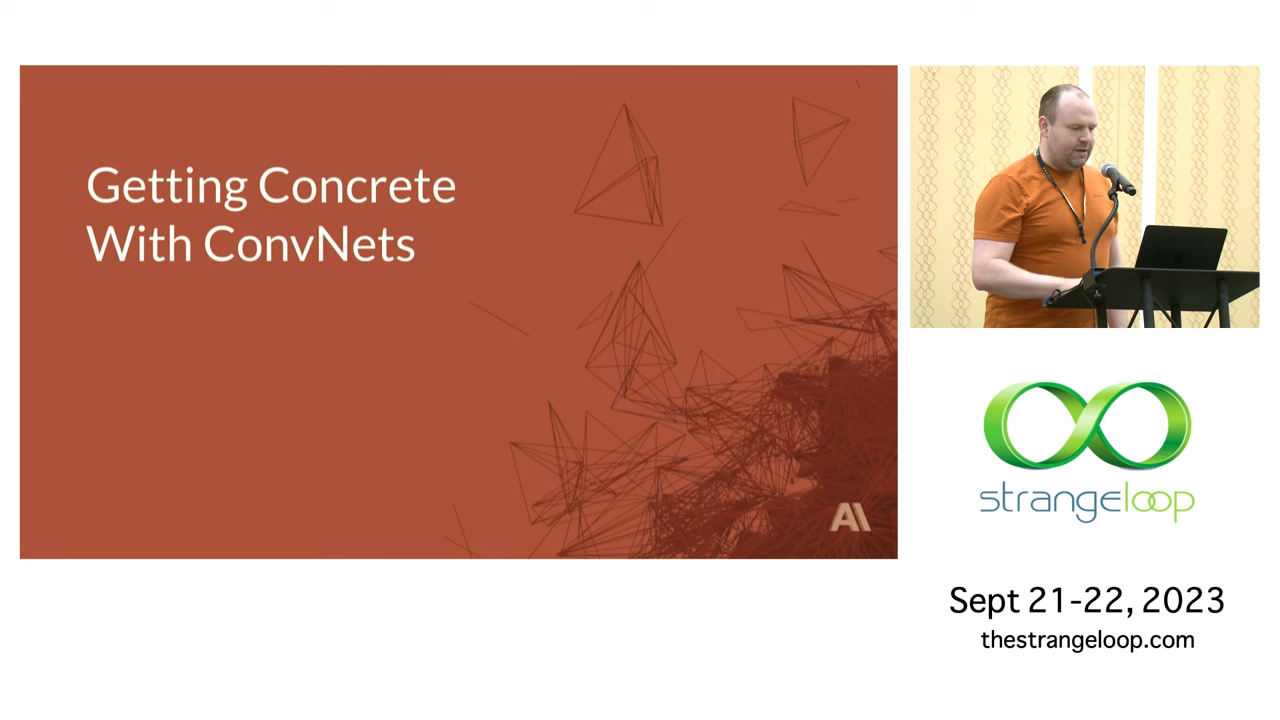 Getting Concrete
With ConvNets
AI
strangeloop
Sept 21-22, 2023
thestrangeloop.com